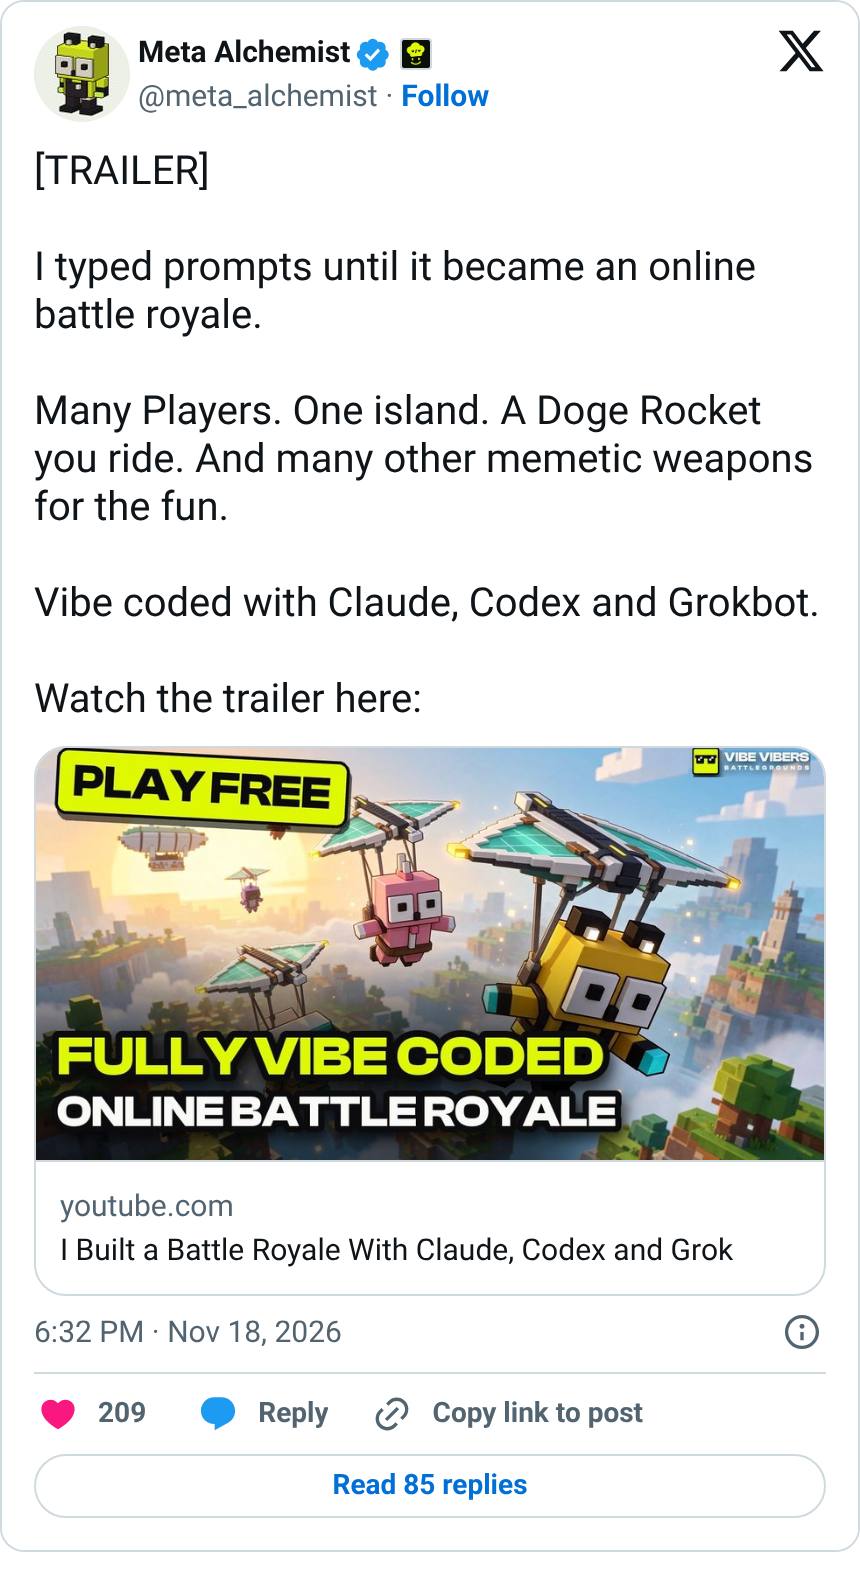 Meta Alchemist
@meta_alchemist · Follow
[TRAILER]
I typed prompts until it became an online
battle royale.
Many Players. One island. A Doge Rocket
you ride. And many other memetic weapons
for the fun.
Vibe coded with Claude, Codex and Grokbot.
Watch the trailer here:
PLAY FREE
VIBE VIBERS
BATTLEGROUNDS
FULLY VIBE CODED
ONLINE BATTLE ROYALE
youtube.com
I Built a Battle Royale With Claude, Codex and Grok
6:32 PM · Nov 18, 2026
209 Reply Copy link to post
Read 85 replies